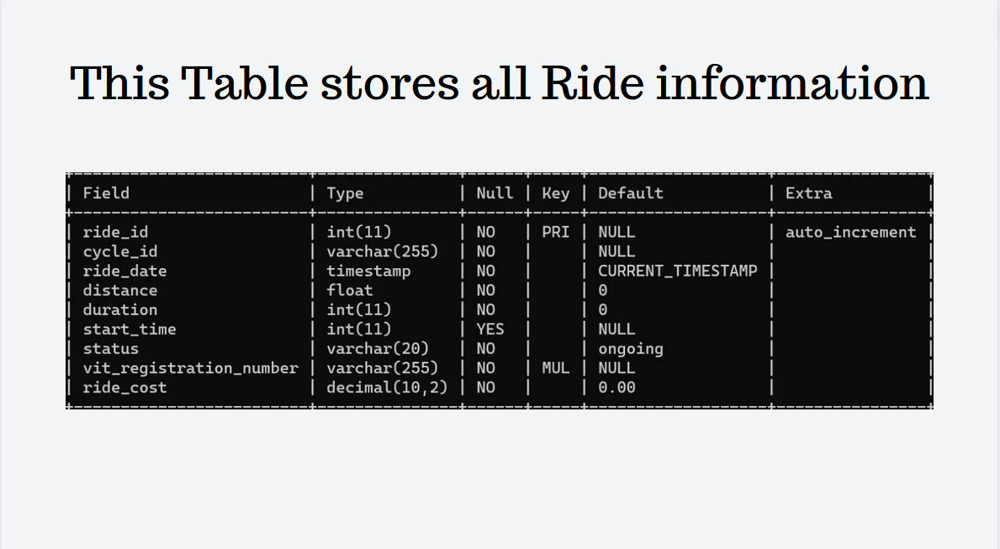 This Table stores all Ride information
| Field | Type | Null | Key | Default | Extra |
| ride_id | int(11) | NO | PRI | NULL | auto_increment |
| cycle_id | varchar(255) | NO | | NULL | |
| ride_date | timestamp | NO | | CURRENT_TIMESTAMP | |
| distance | float | NO | | 0 | |
| duration | int(11) | NO | | 0 | |
| start_time | int(11) | YES | | NULL | |
| status | varchar(20) | NO | | ongoing | |
| vit_registration_number | varchar(255) | NO | MUL | NULL | |
| ride_cost | decimal(10,2) | NO | | 0.00 | |